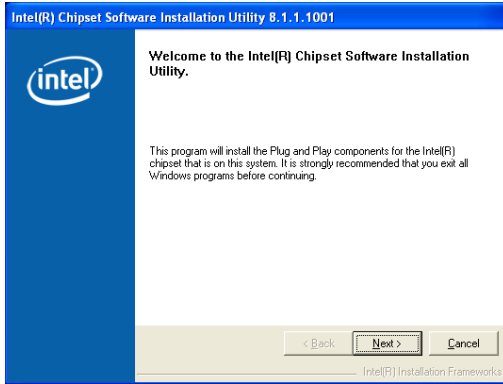 Intel(R) Chipset Software Installation Utility 8.1.1.1001
intel
Welcome to the Intel(R) Chipset Software Installation
Utility.
This program will install the Plug and Play components for the Intel(R)
chipset that is on this system. It is strongly recommended that you exit all
Windows programs before continuing.
< Back
Next >
Cancel
Intel(R) Installation Frameworks